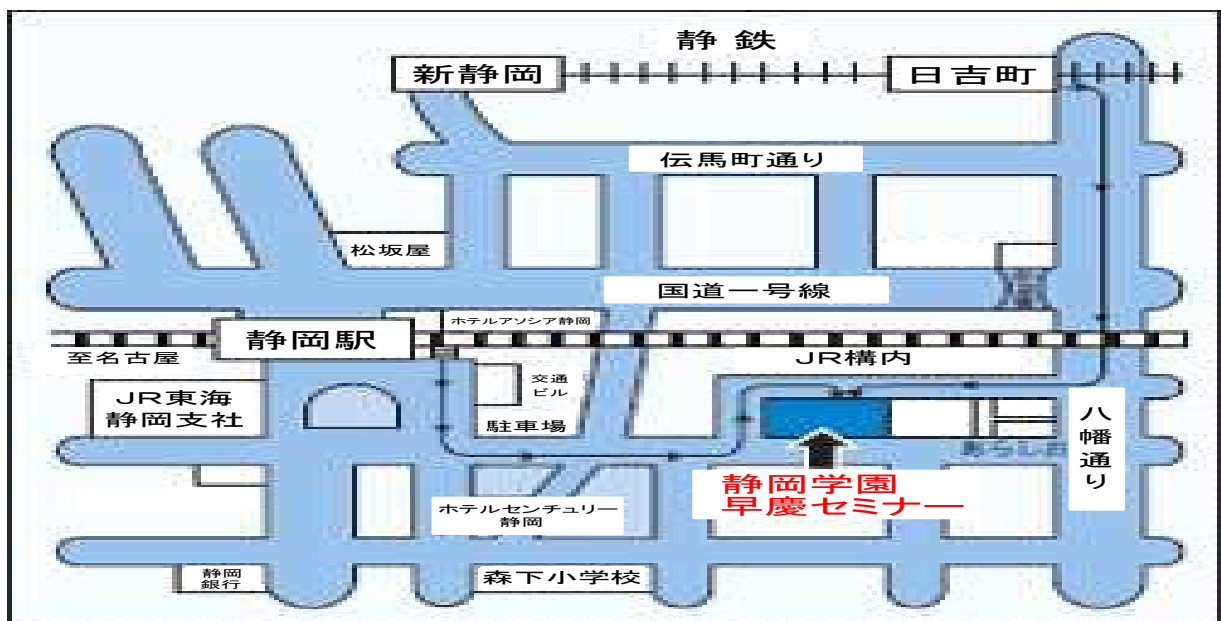 静鉄
新静岡
日吉町
伝馬町通り
松坂屋
国道一号線
ホテルアソシア静岡
静岡駅
至名古屋
JR構内
交通
ビル
JR東海
静岡支社
駐車場
八幡通り
静岡学園
早慶セミナー
ホテルセンチュリー
静岡
静岡
銀行
森下小学校